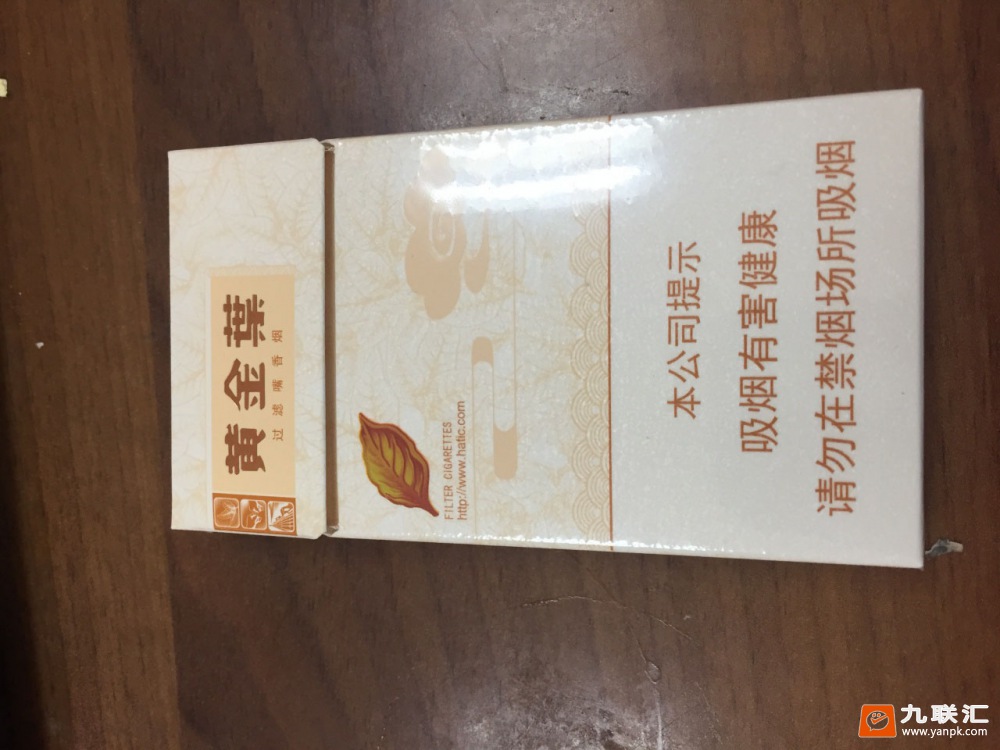 黄金葉
过滤嘴香烟
FILTER CIGARETTES
http://www.hatic.com
本公司提示
吸烟有害健康
请勿在禁烟场所吸烟
九联汇
www.yanpk.com